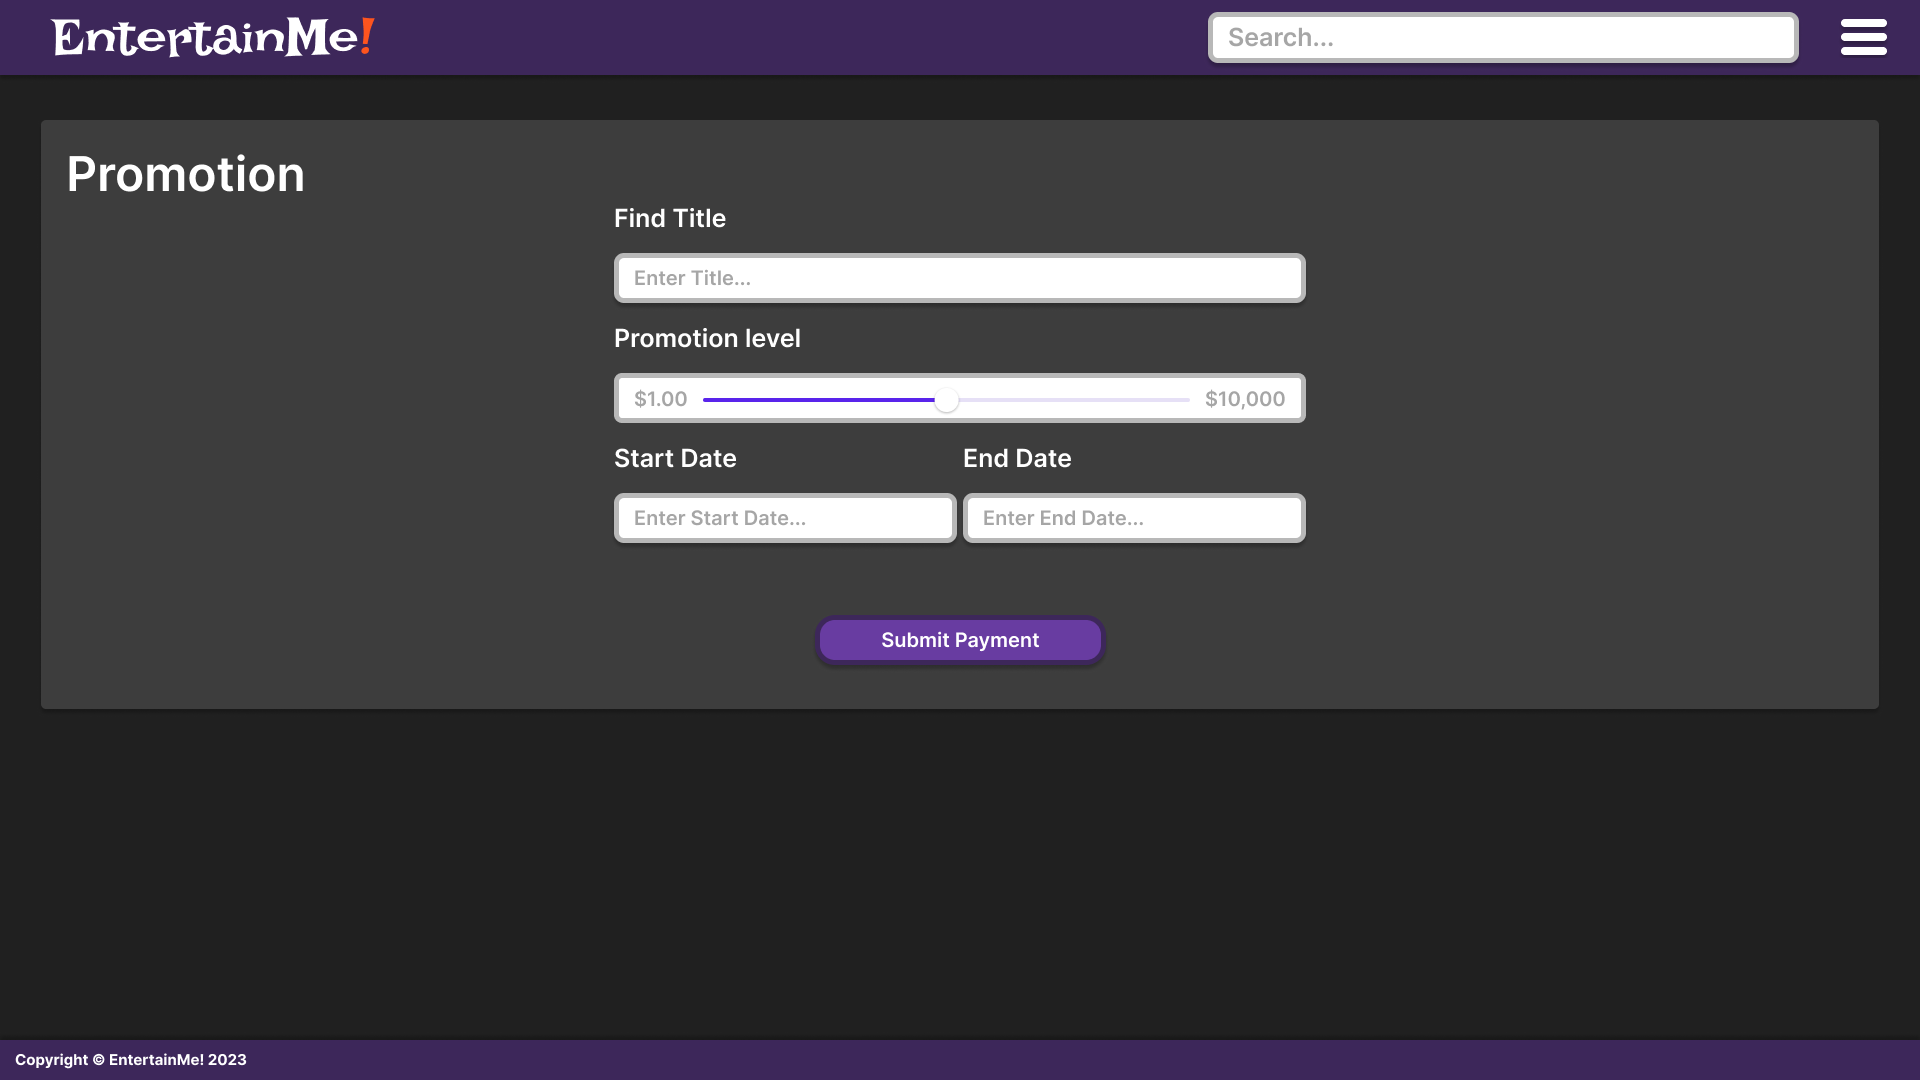 EntertainMe!
Search...
Promotion
Find Title
Enter Title...
Promotion level
$1.00 $10,000
Start Date End Date
Enter Start Date... Enter End Date...
Submit Payment
Copyright © EntertainMe! 2023